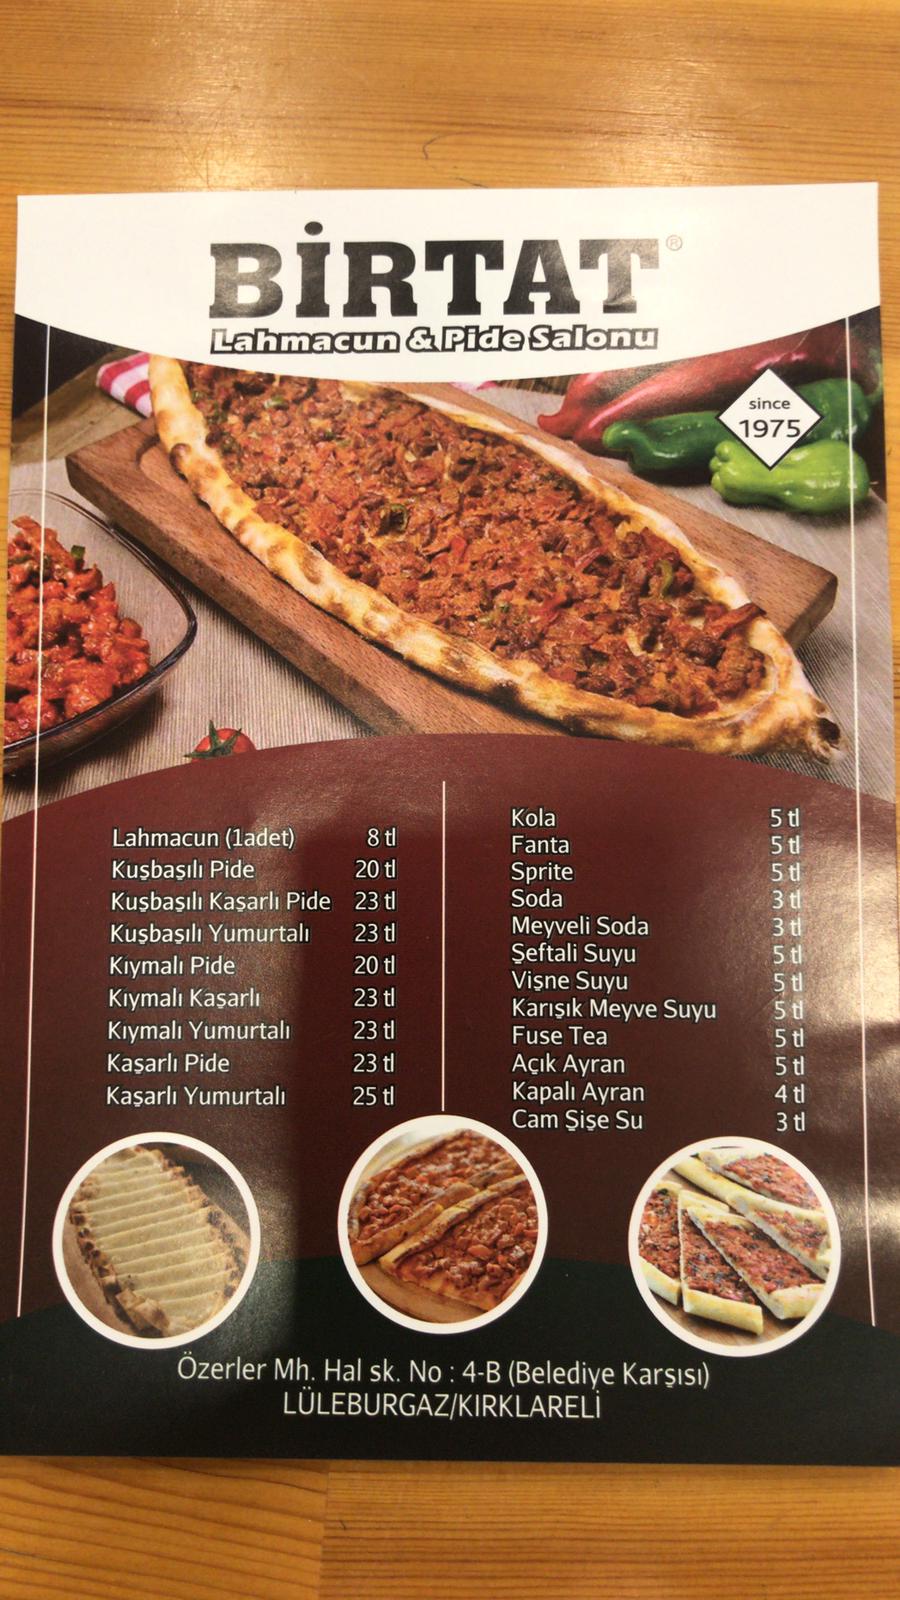 BİRTAT®
Lahmacun & Pide Salonu
since
1975
Lahmacun (1adet) 8 tl
Kuşbaşılı Pide 20 tl
Kuşbaşılı Kaşarlı Pide 23 tl
Kuşbaşılı Yumurtalı 23 tl
Kıymalı Pide 20 tl
Kıymalı Kaşarlı 23 tl
Kıymalı Yumurtalı 23 tl
Kaşarlı Pide 23 tl
Kaşarlı Yumurtalı 25 tl
Kola 5 tl
Fanta 5 tl
Sprite 5 tl
Soda 3 tl
Meyveli Soda 3 tl
Şeftali Suyu 5 tl
Vişne Suyu 5 tl
Karışık Meyve Suyu 5 tl
Fuse Tea 5 tl
Açık Ayran 5 tl
Kapalı Ayran 4 tl
Cam Şişe Su 3 tl
Özerler Mh. Hal sk. No : 4-B (Belediye Karşısı)
LÜLEBURGAZ/KIRKLARELİ